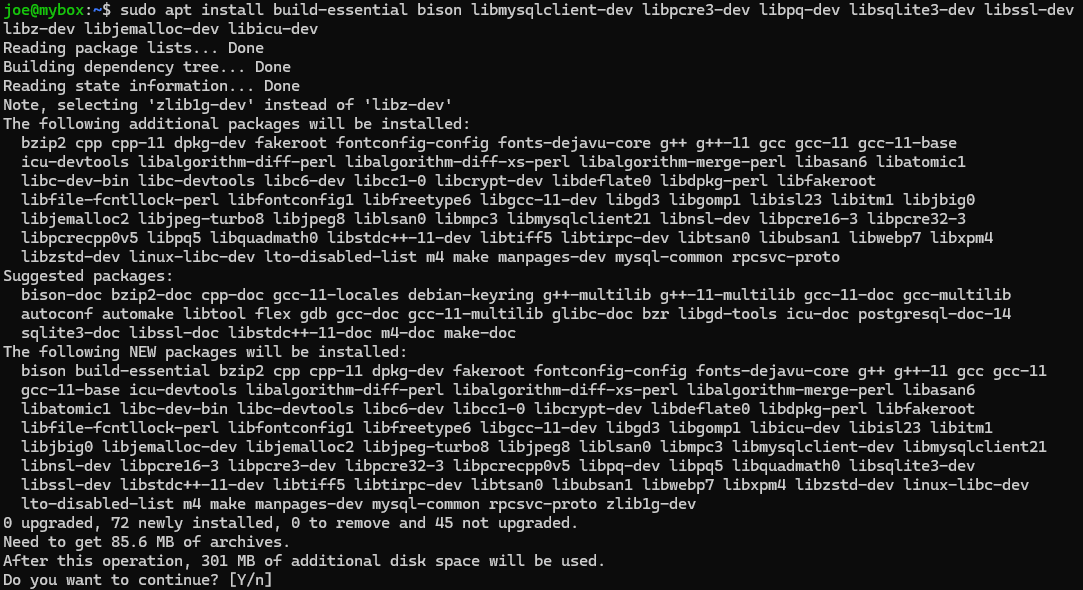 joe@mybox:~$ sudo apt install build-essential bison libmysqlclient-dev libpcre3-dev libpq-dev libsqlite3-dev libssl-dev
libz-dev libjemalloc-dev libicu-dev
Reading package lists... Done
Building dependency tree... Done
Reading state information... Done
Note, selecting 'zlib1g-dev' instead of 'libz-dev'
The following additional packages will be installed:
  bzip2 cpp cpp-11 dpkg-dev fakeroot fontconfig-config fonts-dejavu-core g++ g++-11 gcc gcc-11 gcc-11-base
  icu-devtools libalgorithm-diff-perl libalgorithm-diff-xs-perl libalgorithm-merge-perl libasan6 libatomic1
  libc-dev-bin libc-devtools libc6-dev libcc1-0 libcrypt-dev libdeflate0 libdpkg-perl libfakeroot
  libfile-fcntllock-perl libfontconfig1 libfreetype6 libgcc-11-dev libgd3 libgomp1 libisl23 libitm1 libjbig0
  libjemalloc2 libjpeg-turbo8 libjpeg8 liblsan0 libmpc3 libmysqlclient21 libnsl-dev libpcre16-3 libpcre32-3
  libpcrecpp0v5 libpq5 libquadmath0 libstdc++-11-dev libtiff5 libtirpc-dev libtsan0 libubsan1 libwebp7 libxpm4
  libzstd-dev linux-libc-dev lto-disabled-list m4 make manpages-dev mysql-common rpcsvc-proto
Suggested packages:
  bison-doc bzip2-doc cpp-doc gcc-11-locales debian-keyring g++-multilib g++-11-multilib gcc-11-doc gcc-multilib
  autoconf automake libtool flex gdb gcc-doc gcc-11-multilib glibc-doc bzr libgd-tools icu-doc postgresql-doc-14
  sqlite3-doc libssl-doc libstdc++-11-doc m4-doc make-doc
The following NEW packages will be installed:
  bison build-essential bzip2 cpp cpp-11 dpkg-dev fakeroot fontconfig-config fonts-dejavu-core g++ g++-11 gcc gcc-11
  gcc-11-base icu-devtools libalgorithm-diff-perl libalgorithm-diff-xs-perl libalgorithm-merge-perl libasan6
  libatomic1 libc-dev-bin libc-devtools libc6-dev libcc1-0 libcrypt-dev libdeflate0 libdpkg-perl libfakeroot
  libfile-fcntllock-perl libfontconfig1 libfreetype6 libgcc-11-dev libgd3 libgomp1 libicu-dev libisl23 libitm1
  libjbig0 libjemalloc-dev libjemalloc2 libjpeg-turbo8 libjpeg8 liblsan0 libmpc3 libmysqlclient-dev libmysqlclient21
  libnsl-dev libpcre16-3 libpcre3-dev libpcre32-3 libpcrecpp0v5 libpq-dev libpq5 libquadmath0 libsqlite3-dev
  libssl-dev libstdc++-11-dev libtiff5 libtirpc-dev libtsan0 libubsan1 libwebp7 libxpm4 libzstd-dev linux-libc-dev
  lto-disabled-list m4 make manpages-dev mysql-common rpcsvc-proto zlib1g-dev
0 upgraded, 72 newly installed, 0 to remove and 45 not upgraded.
Need to get 85.6 MB of archives.
After this operation, 301 MB of additional disk space will be used.
Do you want to continue? [Y/n]